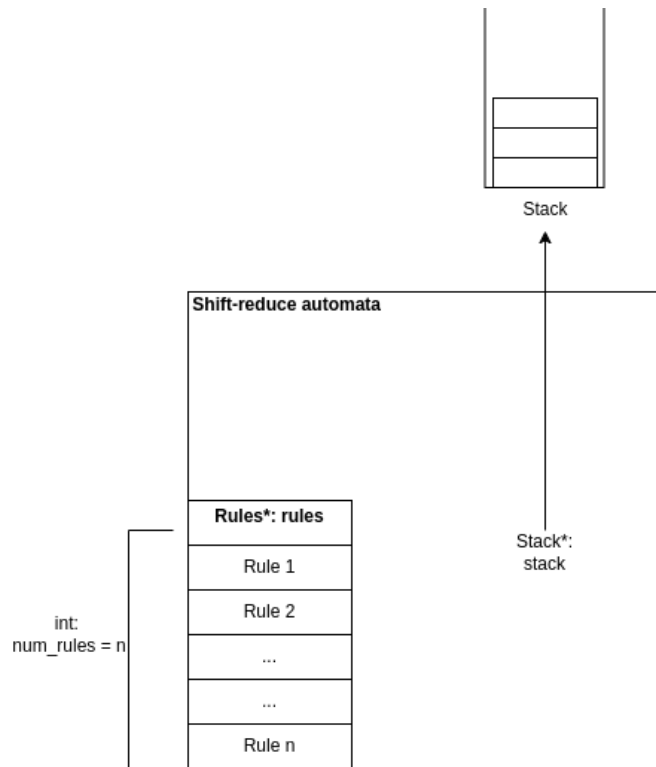 Stack
Shift-reduce automata
Rules*: rules
Stack*:
stack
Rule 1
Rule 2
int:
num_rules = n
...
...
Rule n